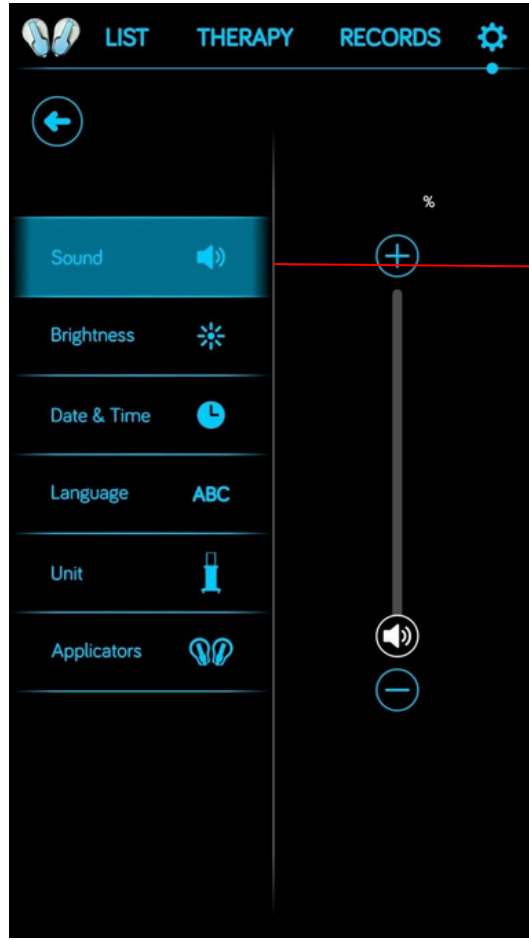 LIST THERAPY RECORDS
%
Sound
Brightness
Date & Time
Language ABC
Unit
Applicators